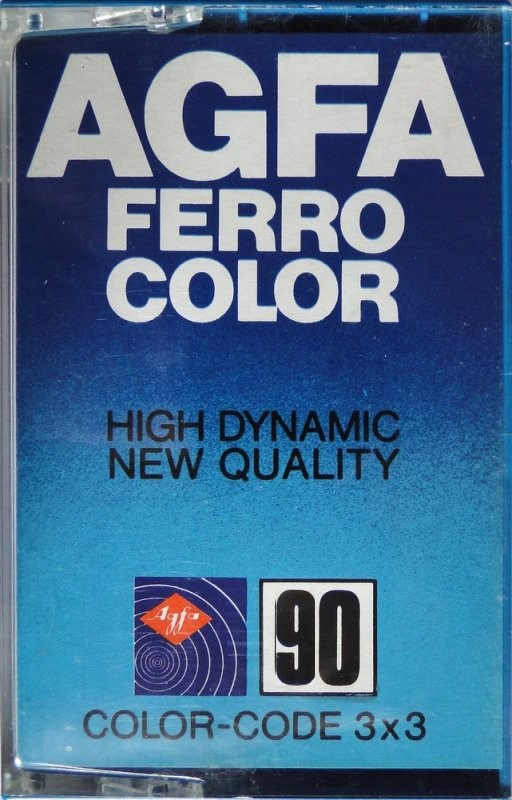 AGFA
FERRO
COLOR
HIGH DYNAMIC
NEW QUALITY
Agfa
90
COLOR-CODE 3x3